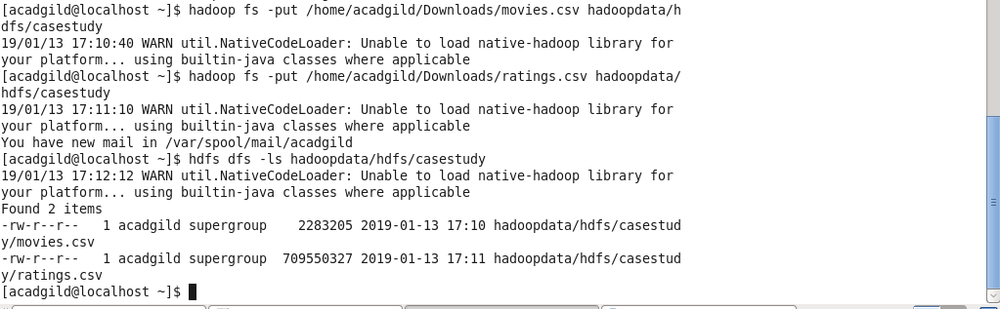 [acadgild@localhost ~]$ hadoop fs -put /home/acadgild/Downloads/movies.csv hadoopdata/h
dfs/casestudy
19/01/13 17:10:40 WARN util.NativeCodeLoader: Unable to load native-hadoop library for
your platform... using builtin-java classes where applicable
[acadgild@localhost ~]$ hadoop fs -put /home/acadgild/Downloads/ratings.csv hadoopdata/
hdfs/casestudy
19/01/13 17:11:10 WARN util.NativeCodeLoader: Unable to load native-hadoop library for
your platform... using builtin-java classes where applicable
You have new mail in /var/spool/mail/acadgild
[acadgild@localhost ~]$ hdfs dfs -ls hadoopdata/hdfs/casestudy
19/01/13 17:12:12 WARN util.NativeCodeLoader: Unable to load native-hadoop library for
your platform... using builtin-java classes where applicable
Found 2 items
-rw-r--r--   1 acadgild supergroup    2283205 2019-01-13 17:10 hadoopdata/hdfs/casestud
y/movies.csv
-rw-r--r--   1 acadgild supergroup  709550327 2019-01-13 17:11 hadoopdata/hdfs/casestud
y/ratings.csv
[acadgild@localhost ~]$